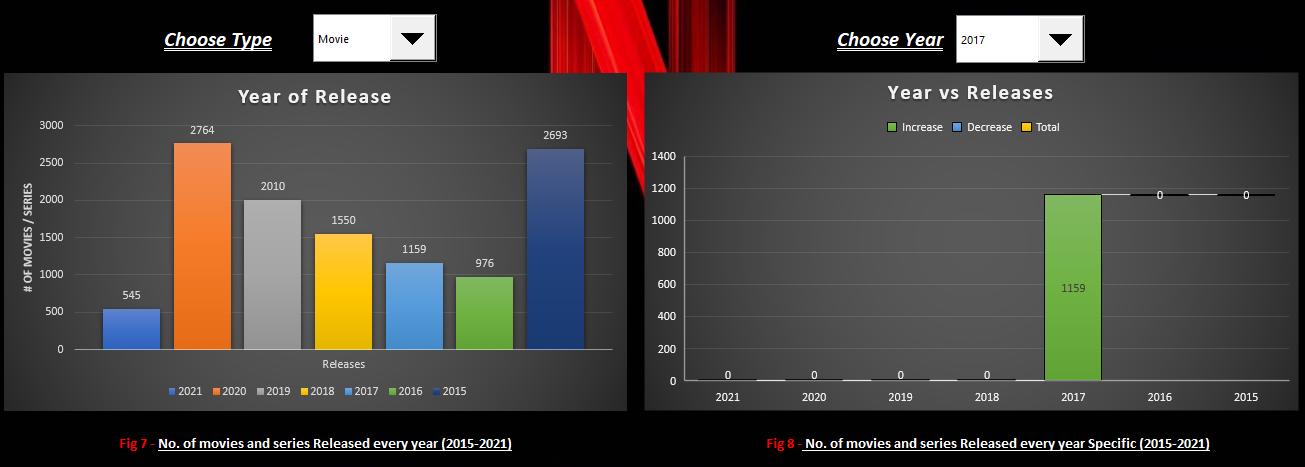 Choose Type
Movie
Choose Year
2017
Year of Release
# OF MOVIES / SERIES
3000
2500
2000
1500
1000
500
0
545
2764
2010
1550
1159
976
2693
Releases
2021 2020 2019 2018 2017 2016 2015
Fig 7 - No. of movies and series Released every year (2015-2021)
Year vs Releases
Increase Decrease Total
1400
1200
1000
800
600
400
200
0
0 0 0 0 1159 0 0
2021 2020 2019 2018 2017 2016 2015
Fig 8 - No. of movies and series Released every year Specific (2015-2021)